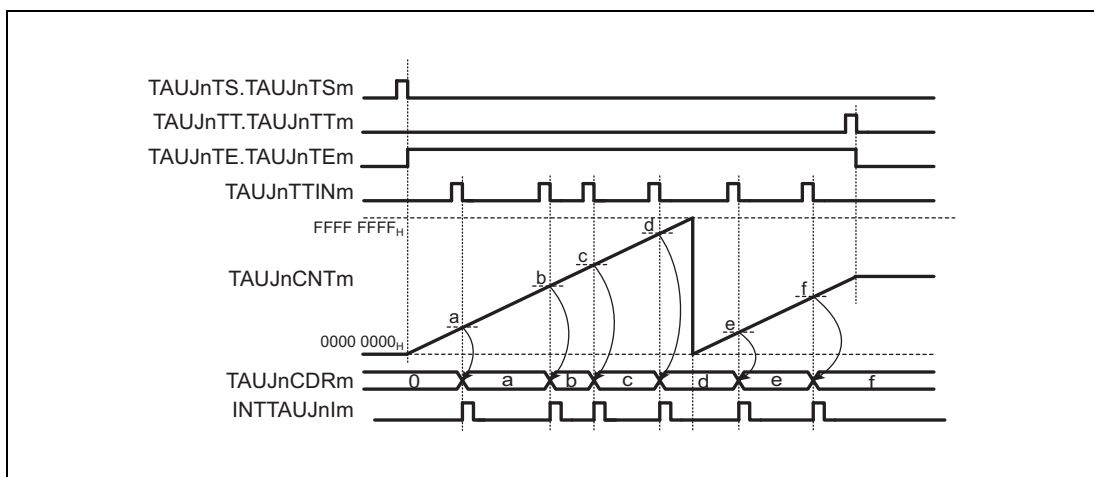 TAUJnTS.TAUJnTSm
TAUJnTT.TAUJnTTm
TAUJnTE.TAUJnTEm
TAUJnTTINm
FFFF FFFFH
d
c
b
TAUJnCNTm
f
a
e
0000 0000H
TAUJnCDRm 0 a b c d e f
INTTAUJnIm